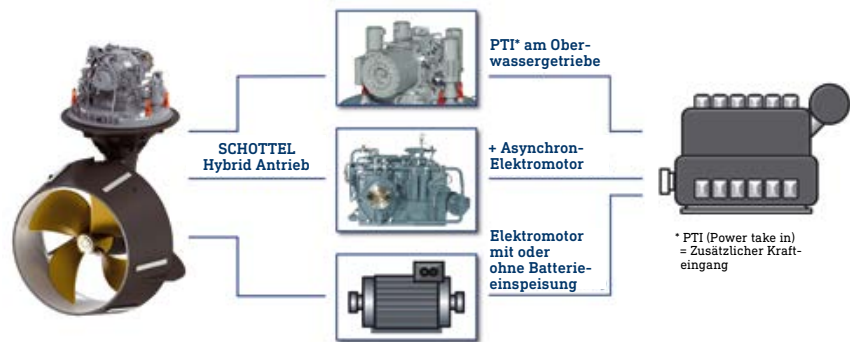 PTI* am Ober-
wassergetriebe
SCHOTTEL
Hybrid Antrieb
+ Asynchron-
Elektromotor
Elektromotor
mit oder
ohne Batterie-
einspeisung
* PTI (Power take in)
= Zusätzlicher Kraft-
eingang